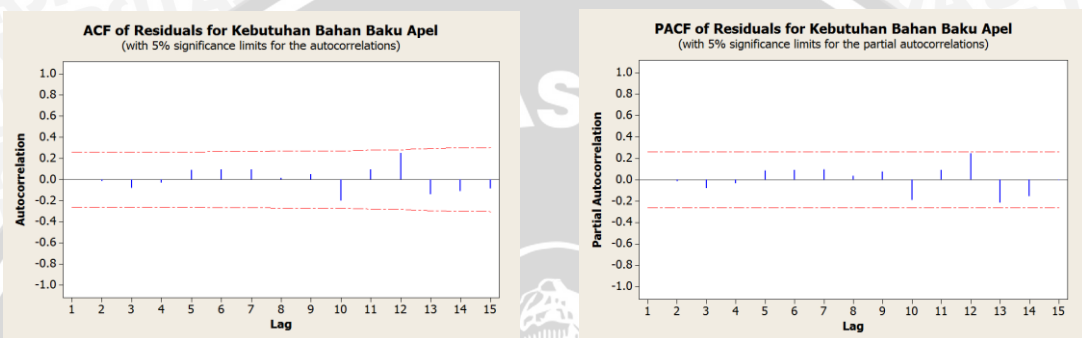 ACF of Residuals for Kebutuhan Bahan Baku Apel
(with 5% significance limits for the autocorrelations)
1.0
0.8
0.6
0.4
0.2
0.0
-0.2
-0.4
-0.6
-0.8
-1.0
Autocorrelation
1 2 3 4 5 6 7 8 9 10 11 12 13 14 15
Lag
PACF of Residuals for Kebutuhan Bahan Baku Apel
(with 5% significance limits for the partial autocorrelations)
1.0
0.8
0.6
0.4
0.2
0.0
-0.2
-0.4
-0.6
-0.8
-1.0
Partial Autocorrelation
1 2 3 4 5 6 7 8 9 10 11 12 13 14 15
Lag
AS